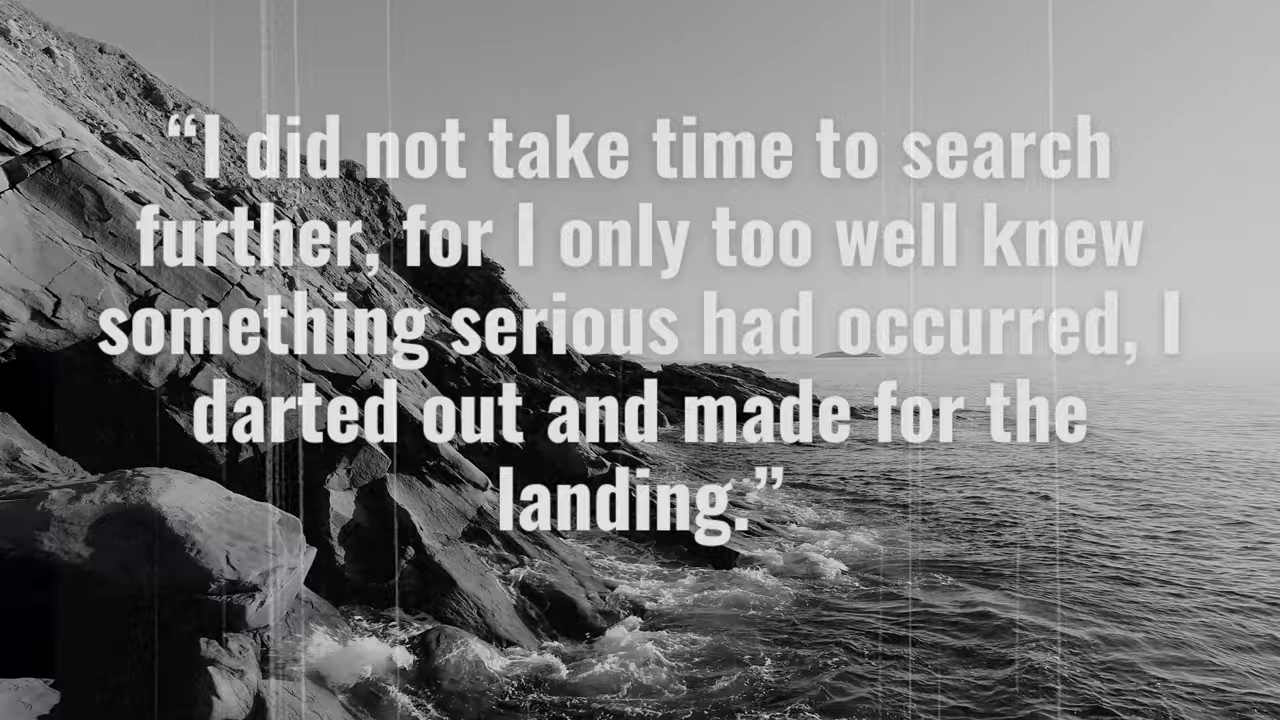 “I did not take time to search
further, for I only too well knew
something serious had occurred, I
darted out and made for the
landing.”